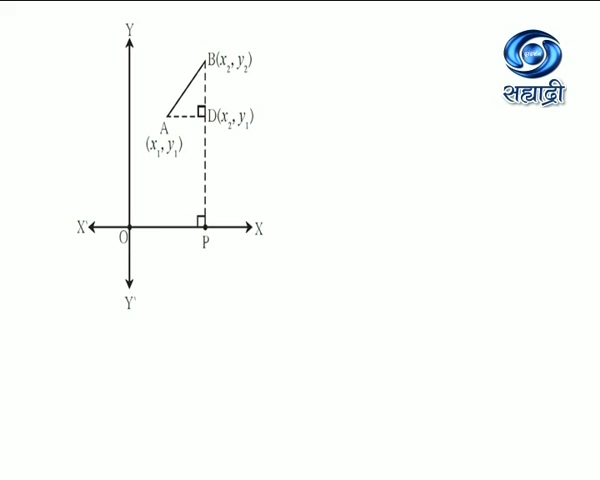 Y
B(x₂, y₂)
D(x₂, y₁)
A
(x₁, y₁)
X' O P X
Y'
सह्याद्री